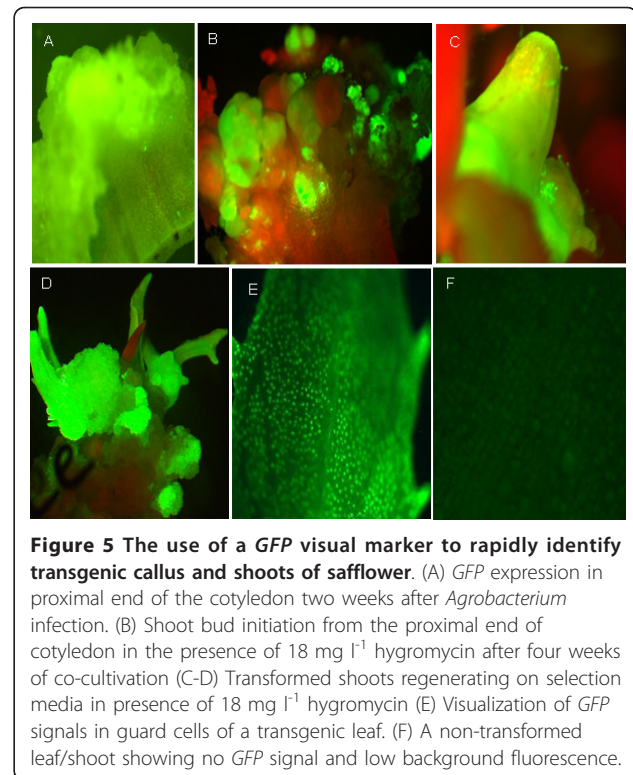 A
B
C
D
E
F
Figure 5 The use of a GFP visual marker to rapidly identify
transgenic callus and shoots of safflower. (A) GFP expression in
proximal end of the cotyledon two weeks after Agrobacterium
infection. (B) Shoot bud initiation from the proximal end of
cotyledon in the presence of 18 mg l⁻¹ hygromycin after four weeks
of co-cultivation (C-D) Transformed shoots regenerating on selection
media in presence of 18 mg l⁻¹ hygromycin (E) Visualization of GFP
signals in guard cells of a transgenic leaf. (F) A non-transformed
leaf/shoot showing no GFP signal and low background fluorescence.